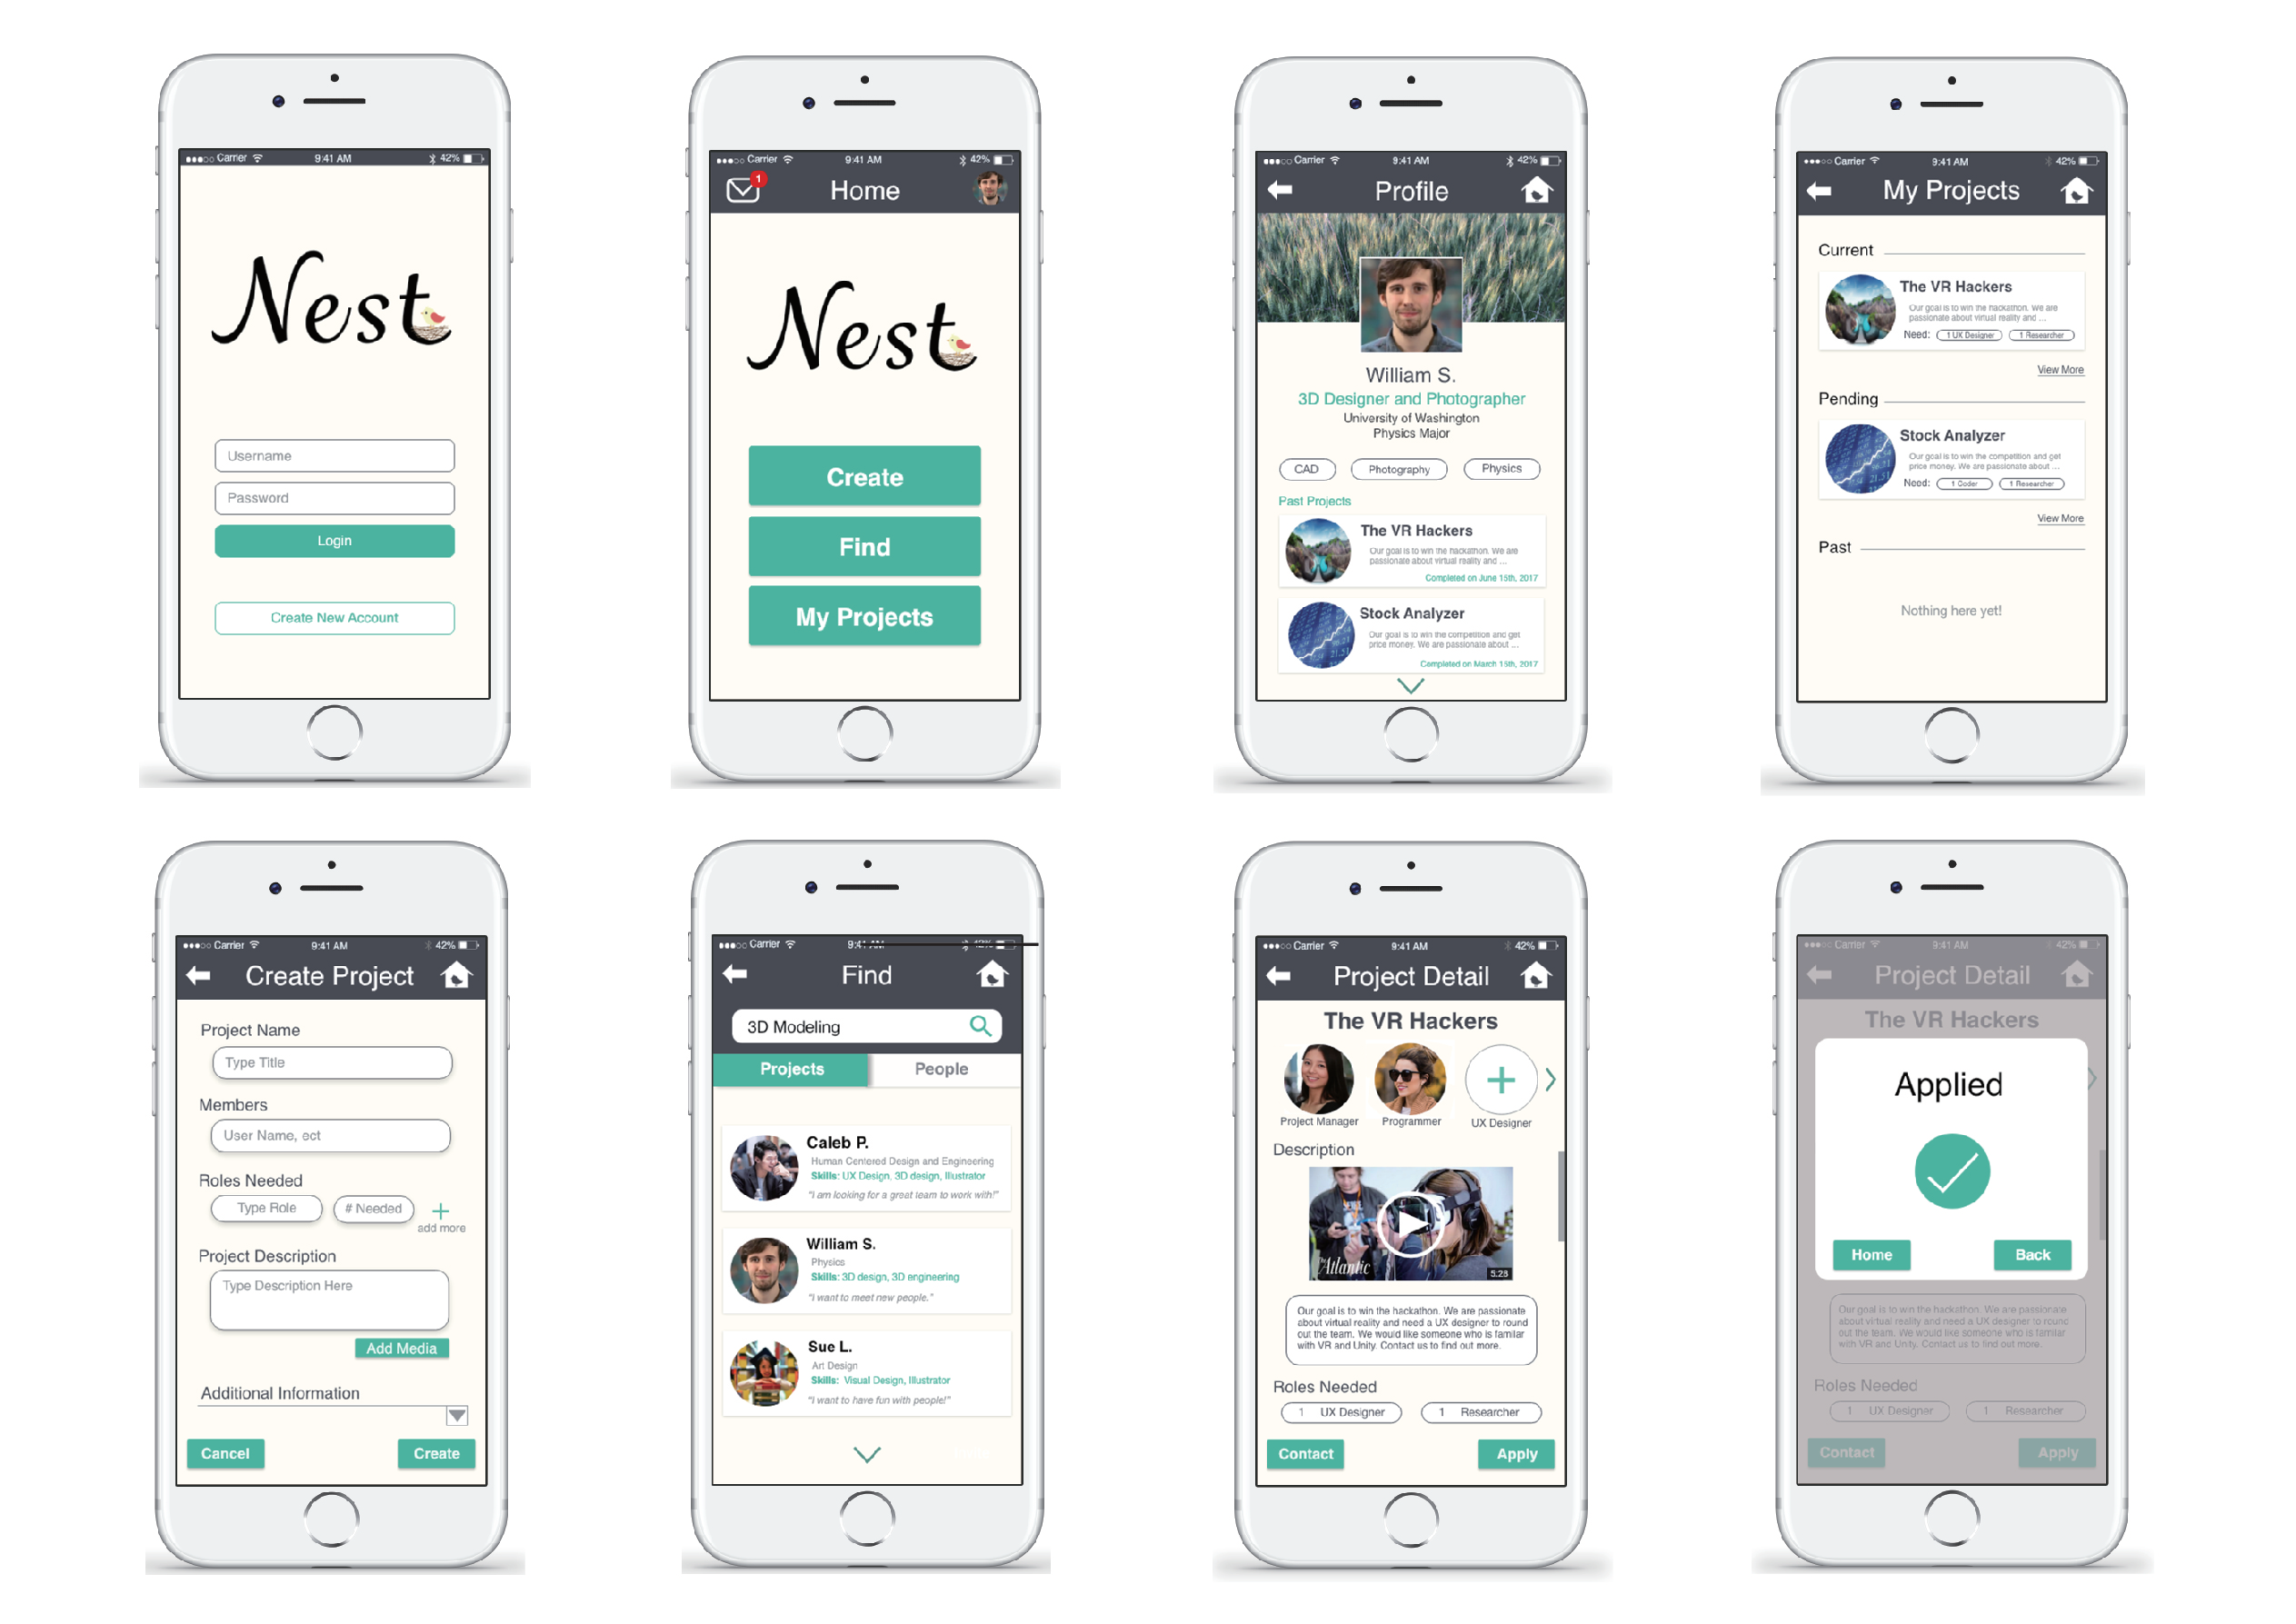 Carrier 9:41 AM 42%
Nest
Username
Password
Login
Create New Account
Carrier 9:41 AM 42%
1
Home
Nest
Create
Find
My Projects
Carrier 9:41 AM 42%
Profile
William S.
3D Designer and Photographer
University of Washington
Physics Major
CAD Photography Physics
Past Projects
The VR Hackers
Our goal is to win the hackathon. We are
passionate about virtual reality and ...
Completed on June 15th, 2017
Stock Analyzer
Our goal is to win the competition and get
price money. We are passionate about ...
Completed on March 15th, 2017
Carrier 9:41 AM 42%
My Projects
Current
The VR Hackers
Our goal is to win the hackathon. We are
passionate about virtual reality and ...
Need: 1 UX Designer 1 Researcher
View More
Pending
Stock Analyzer
Our goal is to win the competition and get
price money. We are passionate about ...
Need: 1 Coder 1 Researcher
View More
Past
Nothing here yet!
Carrier 9:41 AM 42%
Create Project
Project Name
Type Title
Members
User Name, ect
Roles Needed
Type Role # Needed
add more
Project Description
Type Description Here
Add Media
Additional Information
Cancel Create
Carrier 9:41 AM 42%
Find
3D Modeling
Projects People
Caleb P.
Human Centered Design and Engineering
Skills: UX Design, 3D design, Illustrator
"I am looking for a great team to work with!"
William S.
Physics
Skills: 3D design, 3D engineering
"I want to meet new people."
Sue L.
Art Design
Skills: Visual Design, Illustrator
"I want to have fun with people!"
Carrier 9:41 AM 42%
Project Detail
The VR Hackers
Project Manager Programmer UX Designer
Description
The Atlantic
5:28
Our goal is to win the hackathon. We are passionate
about virtual reality and need a UX designer to round
out the team. We would like someone who is familar
with VR and Unity. Contact us to find out more.
Roles Needed
1 UX Designer 1 Researcher
Contact Apply
Carrier 9:41 AM 42%
Project Detail
The VR Hackers
Applied
Home Back
Our goal is to win the hackathon. We are passionate
about virtual reality and need a UX designer to round
out the team. We would like someone who is familar
with VR and Unity. Contact us to find out more.
Roles Needed
1 UX Designer 1 Researcher
Contact Apply